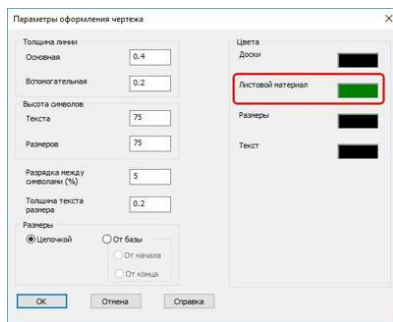 Параметры оформления чертежа
Толщина линии
Основная 0.4
Вспомогательная 0.2
Высота символов
Текста 75
Размеров 75
Разрядка между
символами (%) 5
Толщина текста
размера 0.2
Размеры
Цепочкой От базы
От начала
От конца
Цвета
Доски
Листовой материал
Размеры
Текст
ОК Отмена Справка